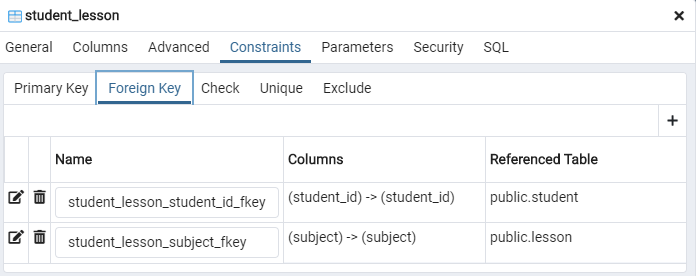 student_lesson
General Columns Advanced Constraints Parameters Security SQL
Primary Key Foreign Key Check Unique Exclude
Name Columns Referenced Table
student_lesson_student_id_fkey (student_id) -> (student_id) public.student
student_lesson_subject_fkey (subject) -> (subject) public.lesson